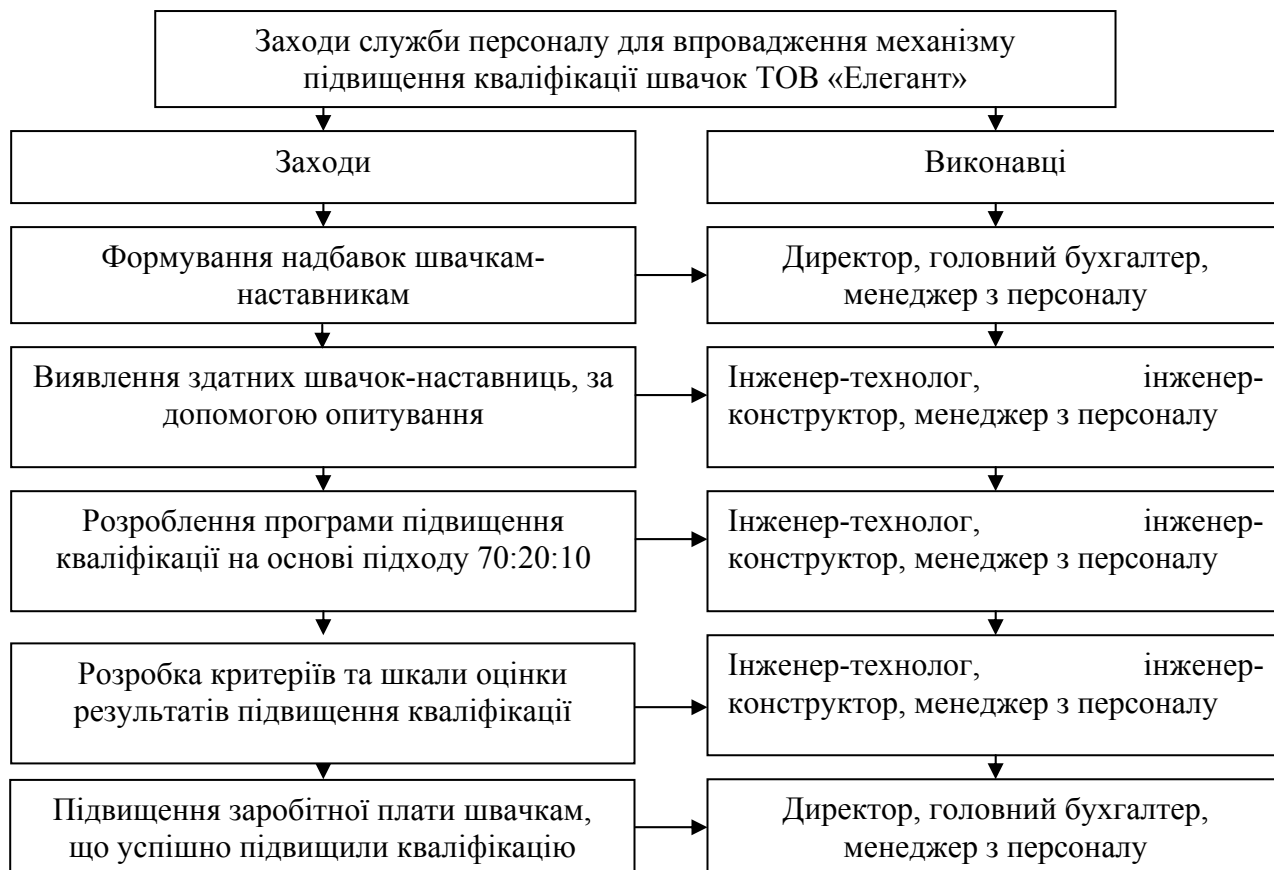 Заходи служби персоналу для впровадження механізму
підвищення кваліфікації швачок ТОВ «Елегант»
Заходи
Виконавці
Формування надбавок швачкам-
наставникам
Директор, головний бухгалтер,
менеджер з персоналу
Виявлення здатних швачок-наставниць, за
допомогою опитування
Інженер-технолог, інженер-
конструктор, менеджер з персоналу
Розроблення програми підвищення
кваліфікації на основі підходу 70:20:10
Інженер-технолог, інженер-
конструктор, менеджер з персоналу
Розробка критеріїв та шкали оцінки
результатів підвищення кваліфікації
Інженер-технолог, інженер-
конструктор, менеджер з персоналу
Підвищення заробітної плати швачкам,
що успішно підвищили кваліфікацію
Директор, головний бухгалтер,
менеджер з персоналу